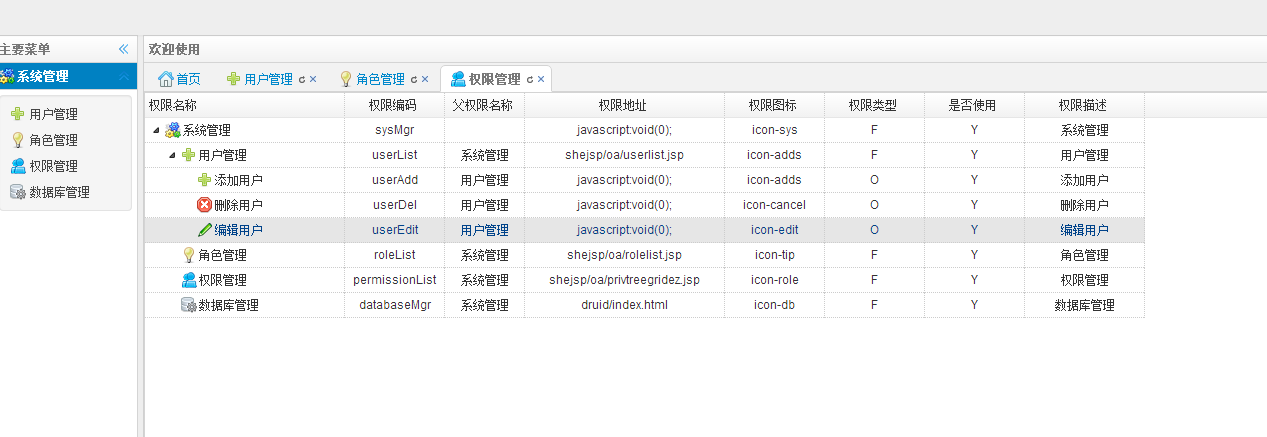 主要菜单
系统管理
用户管理
角色管理
权限管理
数据库管理
欢迎使用
首页 用户管理 角色管理 权限管理
权限名称 权限编码 父权限名称 权限地址 权限图标 权限类型 是否使用 权限描述
系统管理 sysMgr javascript:void(0); icon-sys F Y 系统管理
用户管理 userList 系统管理 shejsp/oa/userlist.jsp icon-adds F Y 用户管理
添加用户 userAdd 用户管理 javascript:void(0); icon-adds O Y 添加用户
删除用户 userDel 用户管理 javascript:void(0); icon-cancel O Y 删除用户
编辑用户 userEdit 用户管理 javascript:void(0); icon-edit O Y 编辑用户
角色管理 roleList 系统管理 shejsp/oa/rolelist.jsp icon-tip F Y 角色管理
权限管理 permissionList 系统管理 shejsp/oa/privtreegridez.jsp icon-role F Y 权限管理
数据库管理 databaseMgr 系统管理 druid/index.html icon-db F Y 数据库管理